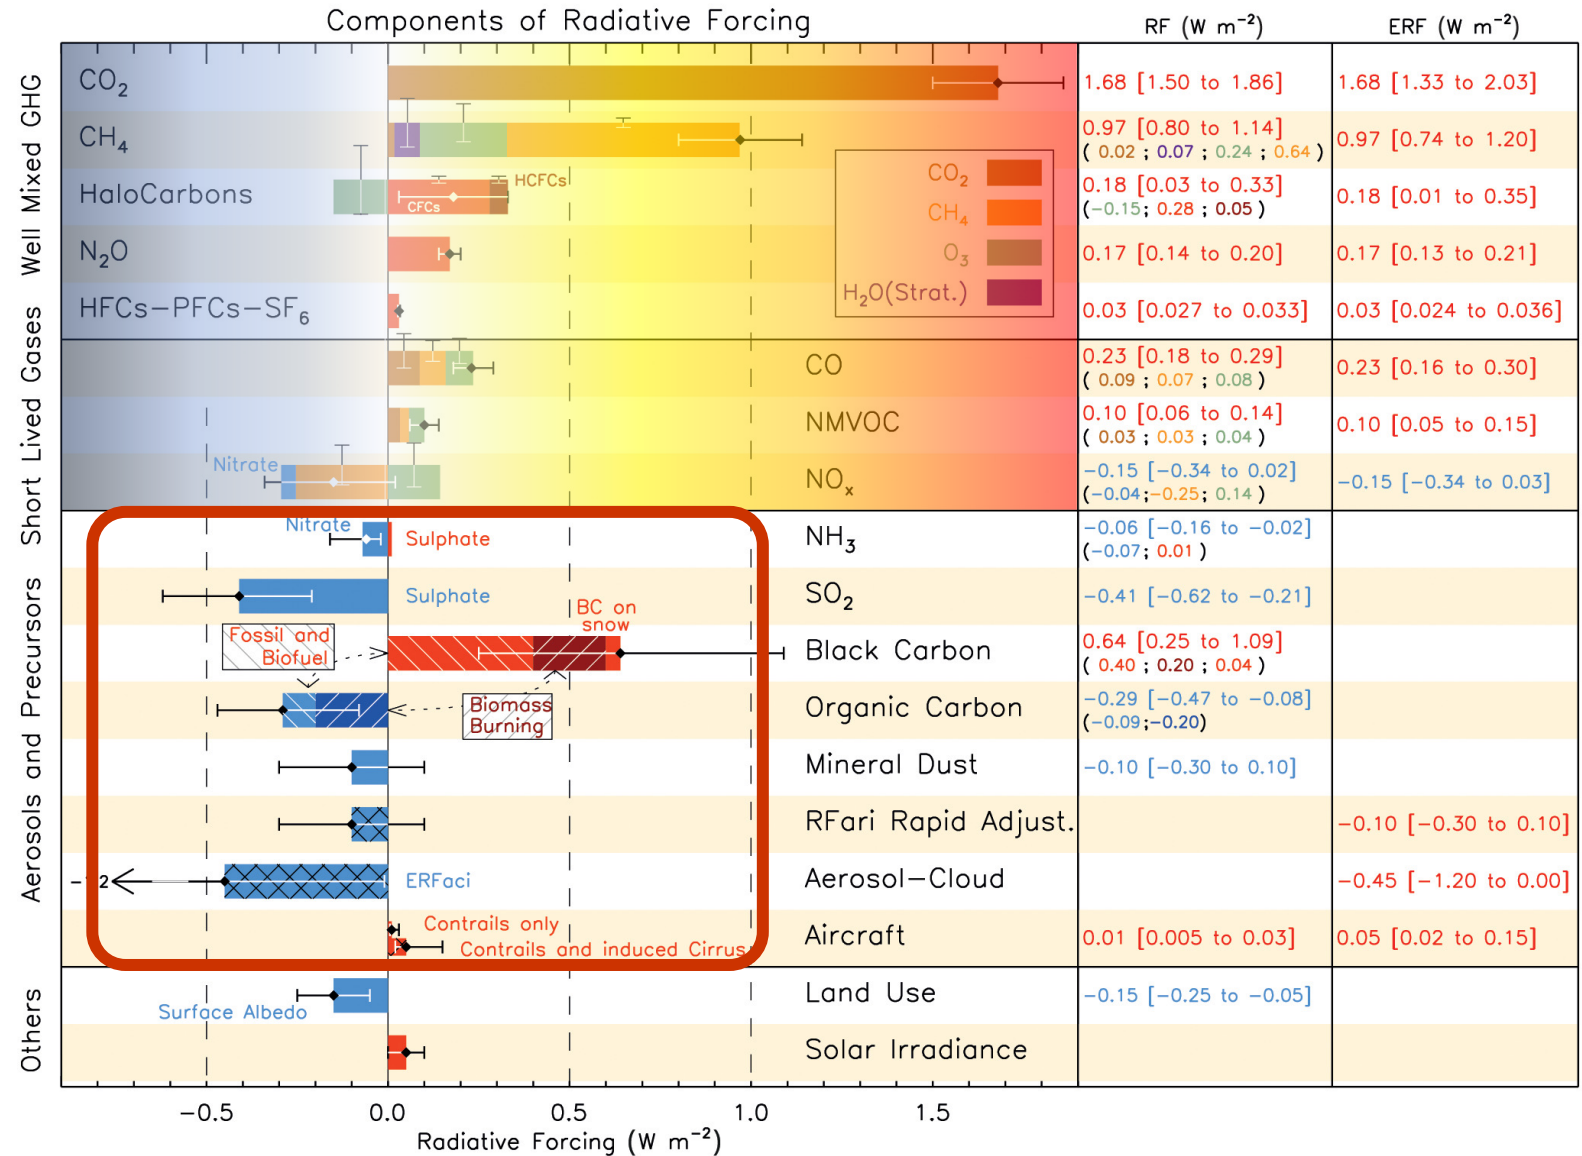 Components of Radiative Forcing
RF (W m⁻²)
ERF (W m⁻²)
Well Mixed GHG
CO₂
1.68 [1.50 to 1.86]
1.68 [1.33 to 2.03]
CH₄
0.97 [0.80 to 1.14]
( 0.02 ; 0.07 ; 0.24 ; 0.64 )
0.97 [0.74 to 1.20]
HaloCarbons
CFCs
HCFCs
0.18 [0.03 to 0.33]
(−0.15; 0.28 ; 0.05 )
0.18 [0.01 to 0.35]
N₂O
0.17 [0.14 to 0.20]
0.17 [0.13 to 0.21]
HFCs−PFCs−SF₆
0.03 [0.027 to 0.033]
0.03 [0.024 to 0.036]
CO₂
CH₄
O₃
H₂O(Strat.)
Short Lived Gases
CO
0.23 [0.18 to 0.29]
( 0.09 ; 0.07 ; 0.08 )
0.23 [0.16 to 0.30]
NMVOC
0.10 [0.06 to 0.14]
( 0.03 ; 0.03 ; 0.04 )
0.10 [0.05 to 0.15]
Nitrate
NOₓ
−0.15 [−0.34 to 0.02]
(−0.04;−0.25; 0.14 )
−0.15 [−0.34 to 0.03]
Aerosols and Precursors
Nitrate
Sulphate
NH₃
−0.06 [−0.16 to −0.02]
(−0.07; 0.01 )
Sulphate
SO₂
−0.41 [−0.62 to −0.21]
Fossil and
Biofuel
BC on
snow
Black Carbon
0.64 [0.25 to 1.09]
( 0.40 ; 0.20 ; 0.04 )
Biomass
Burning
Organic Carbon
−0.29 [−0.47 to −0.08]
(−0.09;−0.20)
Mineral Dust
−0.10 [−0.30 to 0.10]
RFari Rapid Adjust.
−0.10 [−0.30 to 0.10]
ERFaci
Aerosol−Cloud
−0.45 [−1.20 to 0.00]
Contrails only
Contrails and induced Cirrus
Aircraft
0.01 [0.005 to 0.03]
0.05 [0.02 to 0.15]
Others
Surface Albedo
Land Use
−0.15 [−0.25 to −0.05]
Solar Irradiance
−0.5
0.0
0.5
1.0
1.5
Radiative Forcing (W m⁻²)